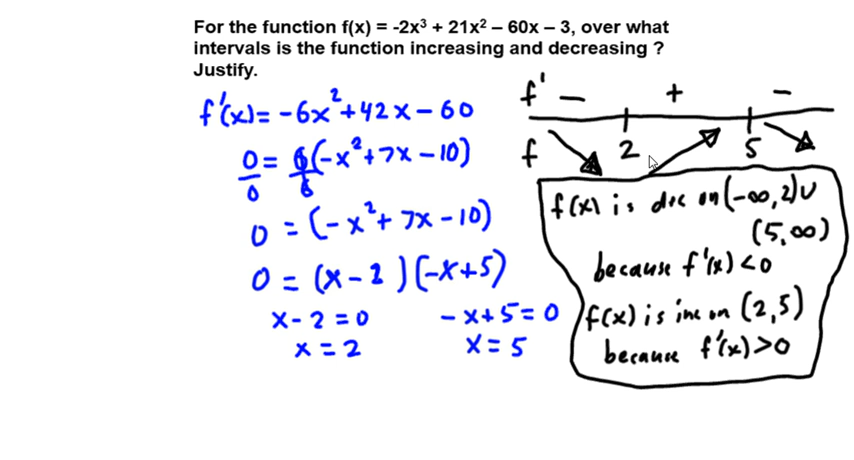 For the function f(x) = -2x³ + 21x² – 60x – 3, over what
intervals is the function increasing and decreasing ?
Justify.
f'(x) = -6x² + 42x - 60
0 = 6(-x² + 7x - 10)
0 6
0 = (-x² + 7x - 10)
0 = (x - 2)(-x + 5)
x - 2 = 0 -x + 5 = 0
x = 2 x = 5
f' - + -
f 2 5
f(x) is dec on (-∞, 2) ∪
(5, ∞)
because f'(x) < 0
f(x) is inc on (2, 5)
because f'(x) > 0